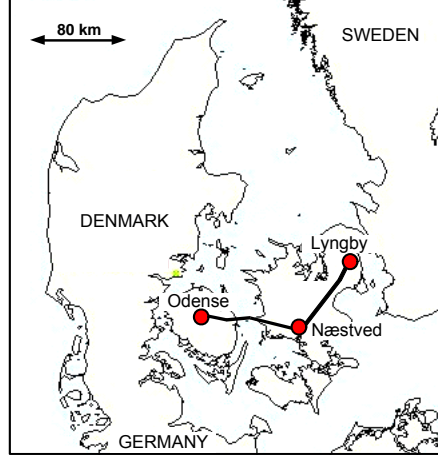 80 km
SWEDEN
DENMARK
Lyngby
Odense
Næstved
GERMANY